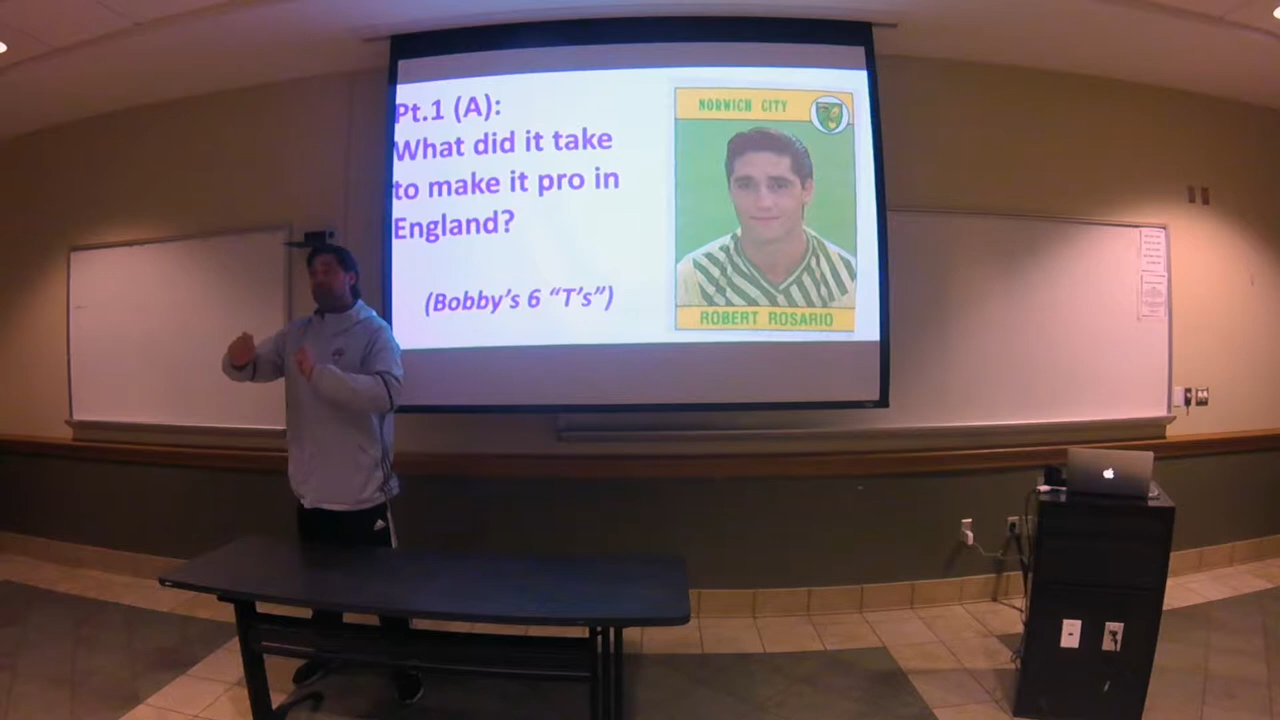 Pt.1 (A):
What did it take
to make it pro in
England?
(Bobby's 6 "T's")
NORWICH CITY
ROBERT ROSARIO